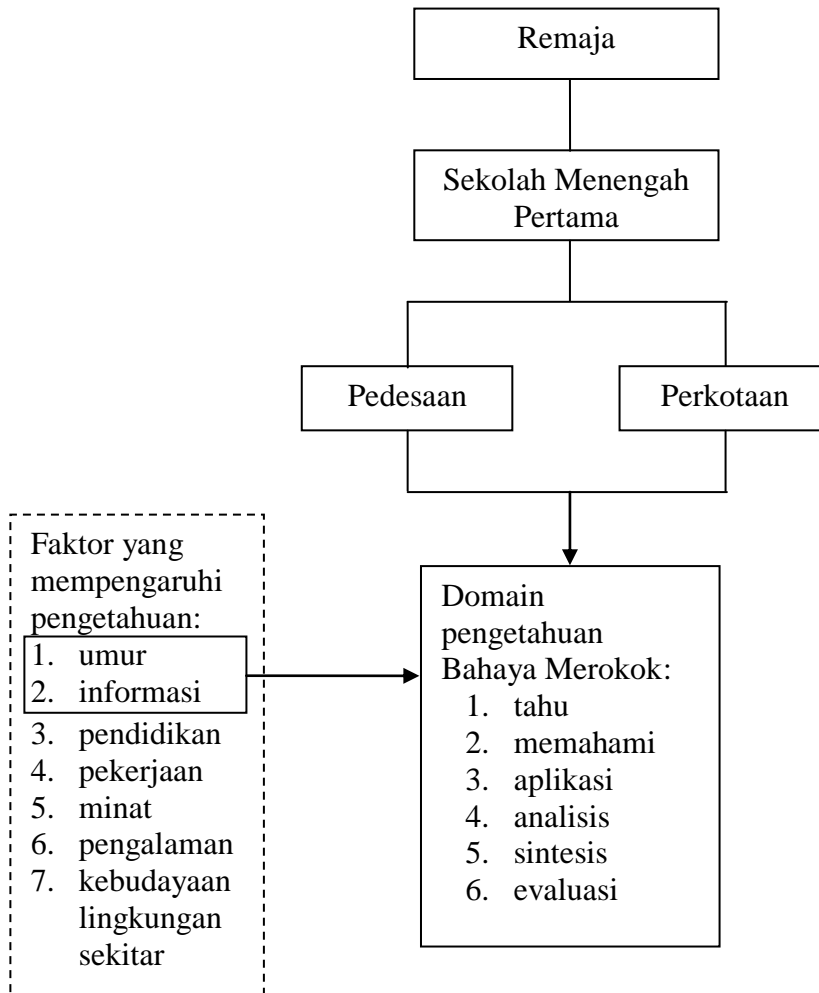 Remaja
Sekolah Menengah
Pertama
Pedesaan
Perkotaan
Faktor yang
mempengaruhi
pengetahuan:
1. umur
2. informasi
3. pendidikan
4. pekerjaan
5. minat
6. pengalaman
7. kebudayaan
lingkungan
sekitar
Domain
pengetahuan
Bahaya Merokok:
1. tahu
2. memahami
3. aplikasi
4. analisis
5. sintesis
6. evaluasi